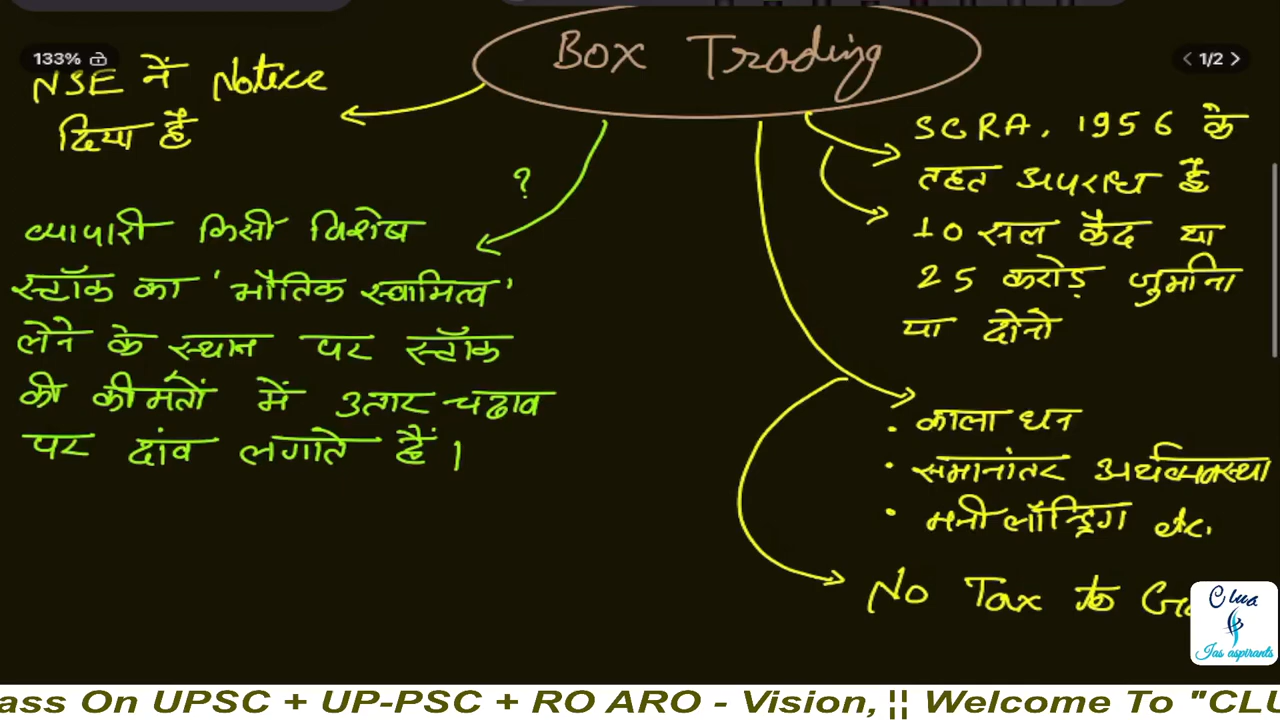 133%
Box Trading
1/2
NSE ने Notice
दिया है
?
व्यापारी किसी विशेष
स्टॉक का 'भौतिक स्वामित्व'
लेने के स्थान पर स्टॉक
की कीमतों में उतार चढाव
पर दांव लगाते हैं।
SCRA, 1956 के
तहत अपराध है
10 साल कैद या
25 करोड़ जुर्माना
या दोनो
• काला धन
• समानांतर अर्थव्यवस्था
• मनी लॉन्ड्रिंग etc.
No Tax to
Clua
Ias aspirants
ass On UPSC + UP-PSC + RO ARO - Vision, ¦¦ Welcome To "CLU